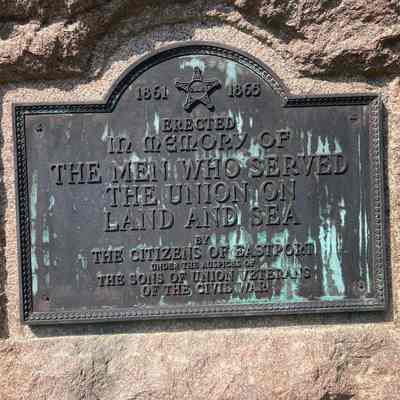 1861 1865
ERECTED
IN MEMORY OF
THE MEN WHO SERVED
THE UNION ON
LAND AND SEA
BY
THE CITIZENS OF EASTPORT
UNDER THE AUSPICES OF
THE SONS OF UNION VETERANS
OF THE CIVIL WAR